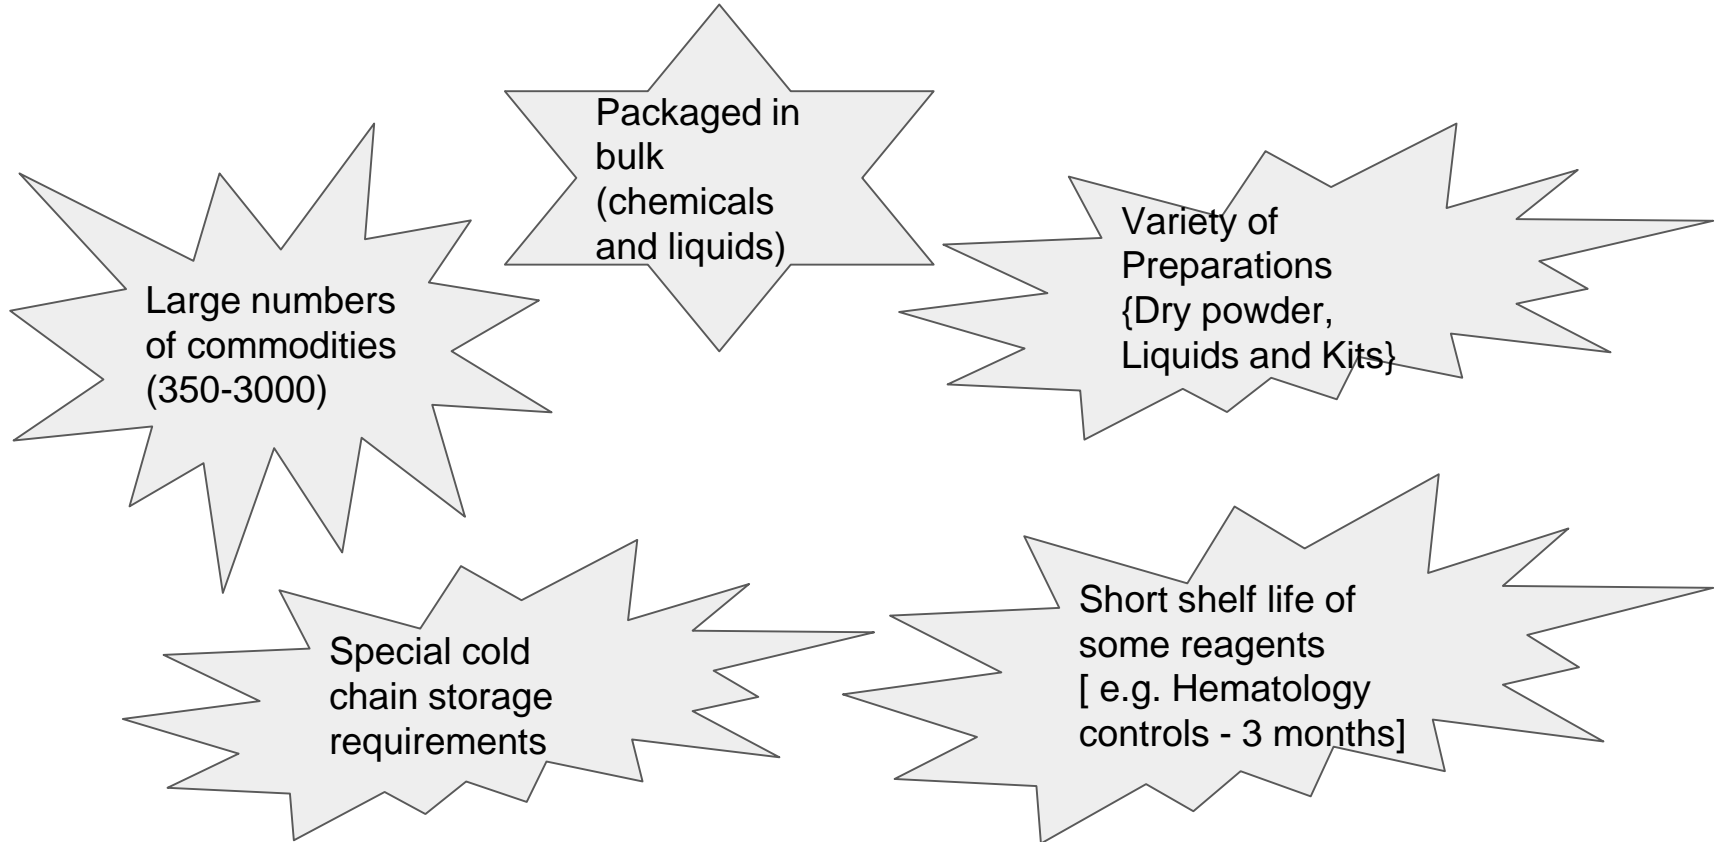 Packaged in
bulk
(chemicals
and liquids)
Large numbers
of commodities
(350-3000)
Variety of
Preparations
{Dry powder,
Liquids and Kits}
Special cold
chain storage
requirements
Short shelf life of
some reagents
[ e.g. Hematology
controls - 3 months]